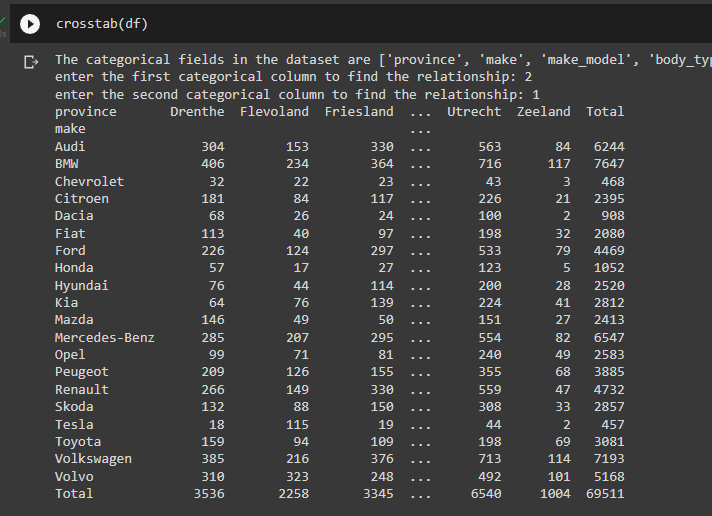 crosstab(df)
The categorical fields in the dataset are ['province', 'make', 'make_model', 'body_typ
enter the first categorical column to find the relationship: 2
enter the second categorical column to find the relationship: 1
province Drenthe Flevoland Friesland ... Utrecht Zeeland Total
make ...
Audi 304 153 330 ... 563 84 6244
BMW 406 234 364 ... 716 117 7647
Chevrolet 32 22 23 ... 43 3 468
Citroen 181 84 117 ... 226 21 2395
Dacia 68 26 24 ... 100 2 908
Fiat 113 40 97 ... 198 32 2080
Ford 226 124 297 ... 533 79 4469
Honda 57 17 27 ... 123 5 1052
Hyundai 76 44 114 ... 200 28 2520
Kia 64 76 139 ... 224 41 2812
Mazda 146 49 50 ... 151 27 2413
Mercedes-Benz 285 207 295 ... 554 82 6547
Opel 99 71 81 ... 240 49 2583
Peugeot 209 126 155 ... 355 68 3885
Renault 266 149 330 ... 559 47 4732
Skoda 132 88 150 ... 308 33 2857
Tesla 18 115 19 ... 44 2 457
Toyota 159 94 109 ... 198 69 3081
Volkswagen 385 216 376 ... 713 114 7193
Volvo 310 323 248 ... 492 101 5168
Total 3536 2258 3345 ... 6540 1004 69511